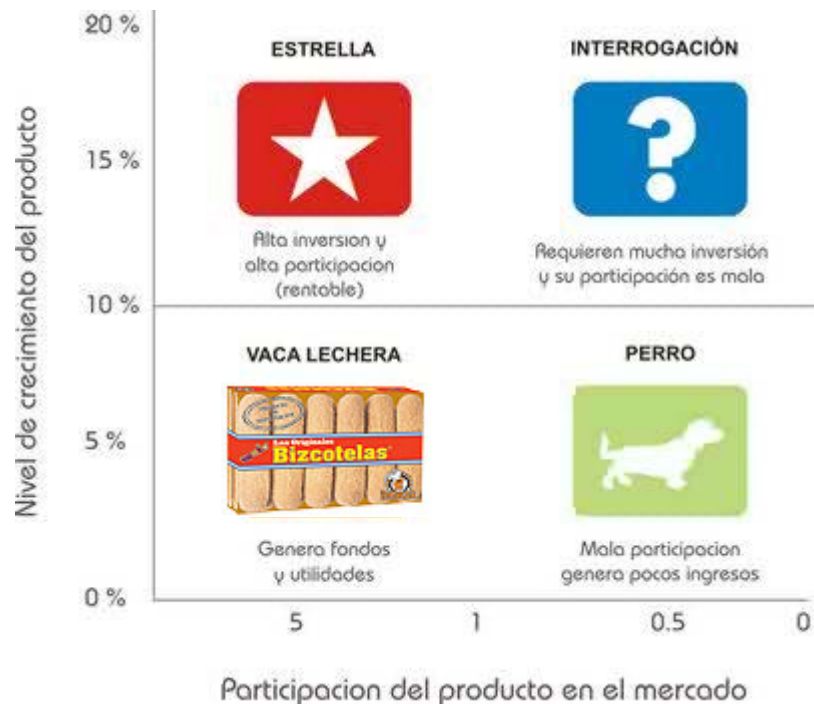 20 %
ESTRELLA
INTERROGACIÓN
15 %
Alta inversion y
alta participacion
(rentable)
Requieren mucha inversión
y su participación es mala
10 %
VACA LECHERA
PERRO
5 %
Los Originales
Bizcotelas
Genera fondos
y utilidades
Mala participacion
genera pocos ingresos
0 %
5
1
0.5
0
Nivel de crecimiento del producto
Participacion del producto en el mercado